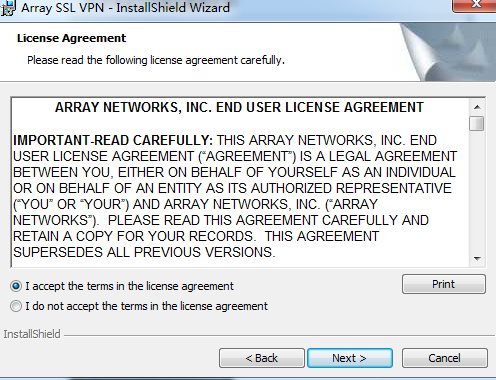 Array SSL VPN - InstallShield Wizard
License Agreement
Please read the following license agreement carefully.
ARRAY NETWORKS, INC. END USER LICENSE AGREEMENT
IMPORTANT-READ CAREFULLY: THIS ARRAY NETWORKS, INC. END
USER LICENSE AGREEMENT (“AGREEMENT”) IS A LEGAL AGREEMENT
BETWEEN YOU, EITHER ON BEHALF OF YOURSELF AS AN INDIVIDUAL
OR ON BEHALF OF AN ENTITY AS ITS AUTHORIZED REPRESENTATIVE
(“YOU” OR “YOUR”) AND ARRAY NETWORKS, INC. (“ARRAY
NETWORKS”).  PLEASE READ THIS AGREEMENT CAREFULLY AND
RETAIN A COPY FOR YOUR RECORDS.  THIS AGREEMENT
SUPERSEDES ALL PREVIOUS VERSIONS.
I accept the terms in the license agreement
Print
I do not accept the terms in the license agreement
InstallShield
< Back
Next >
Cancel